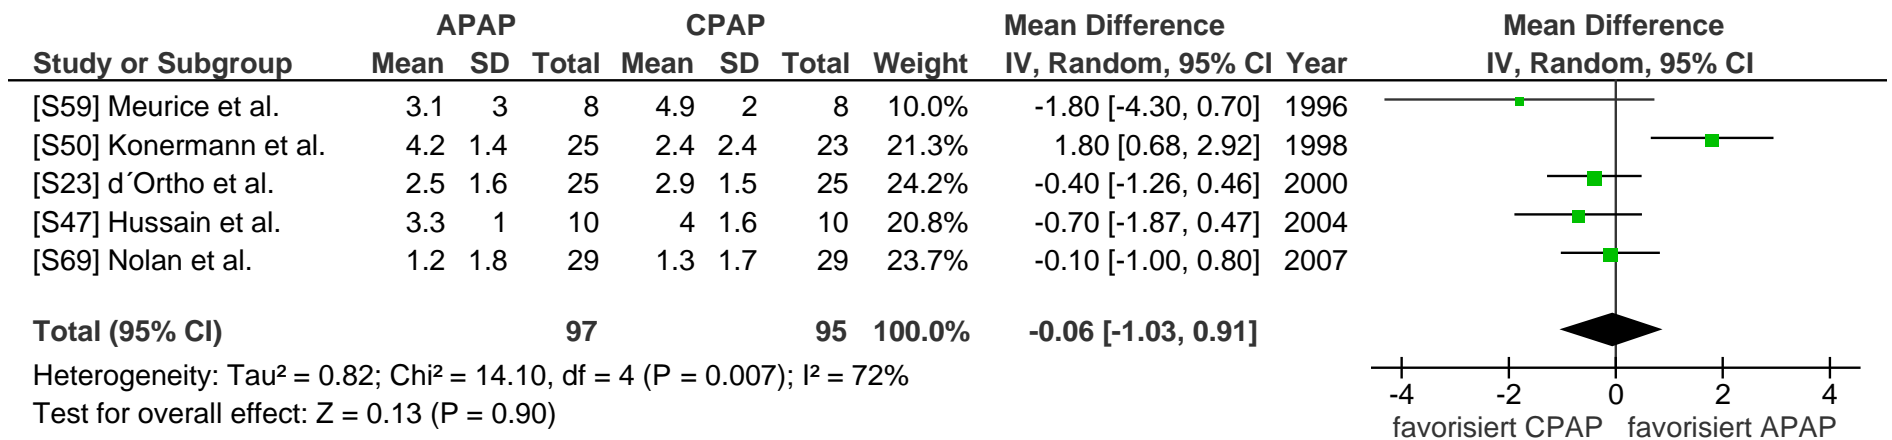 APAP CPAP Mean Difference Mean Difference
Study or Subgroup Mean SD Total Mean SD Total Weight IV, Random, 95% CI Year IV, Random, 95% CI
[S59] Meurice et al. 3.1 3 8 4.9 2 8 10.0% -1.80 [-4.30, 0.70] 1996
[S50] Konermann et al. 4.2 1.4 25 2.4 2.4 23 21.3% 1.80 [0.68, 2.92] 1998
[S23] d´Ortho et al. 2.5 1.6 25 2.9 1.5 25 24.2% -0.40 [-1.26, 0.46] 2000
[S47] Hussain et al. 3.3 1 10 4 1.6 10 20.8% -0.70 [-1.87, 0.47] 2004
[S69] Nolan et al. 1.2 1.8 29 1.3 1.7 29 23.7% -0.10 [-1.00, 0.80] 2007
Total (95% CI) 97 95 100.0% -0.06 [-1.03, 0.91]
Heterogeneity: Tau² = 0.82; Chi² = 14.10, df = 4 (P = 0.007); I² = 72%
Test for overall effect: Z = 0.13 (P = 0.90)
-4 -2 0 2 4
favorisiert CPAP favorisiert APAP